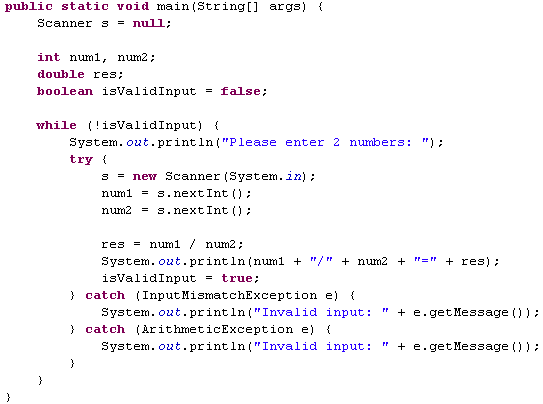 public static void main(String[] args) {
    Scanner s = null;

    int num1, num2;
    double res;
    boolean isValidInput = false;

    while (!isValidInput) {
        System.out.println("Please enter 2 numbers: ");
        try {
            s = new Scanner(System.in);
            num1 = s.nextInt();
            num2 = s.nextInt();

            res = num1 / num2;
            System.out.println(num1 + "/" + num2 + "=" + res);
            isValidInput = true;
        } catch (InputMismatchException e) {
            System.out.println("Invalid input: " + e.getMessage());
        } catch (ArithmeticException e) {
            System.out.println("Invalid input: " + e.getMessage());
        }
    }
}